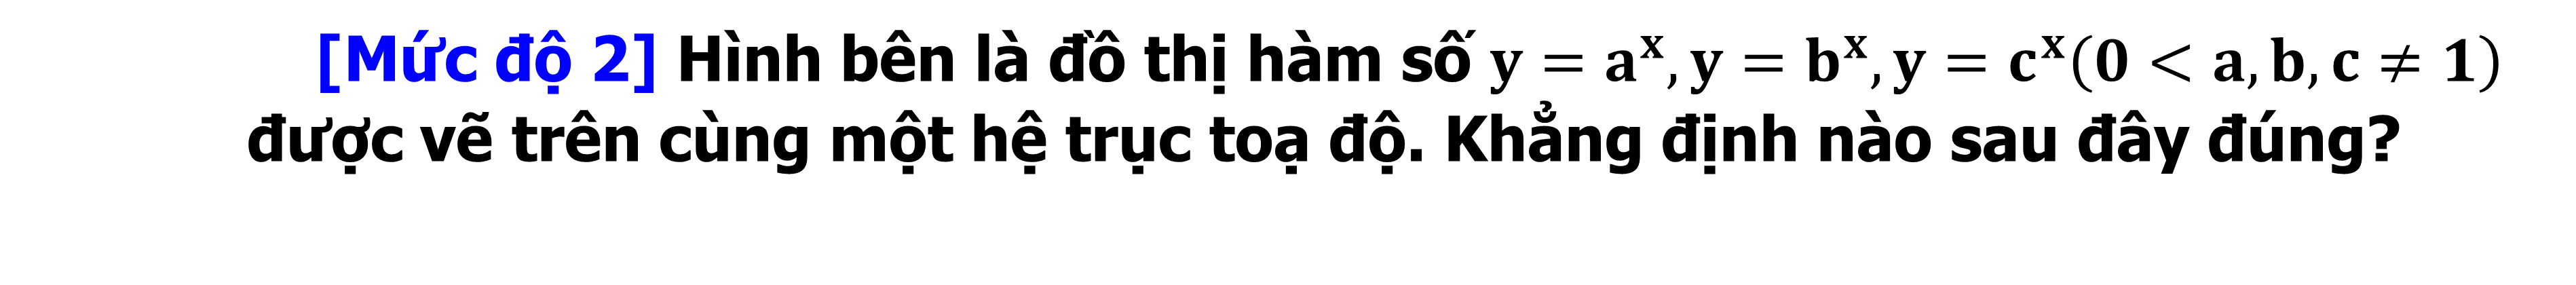 [Mức độ 2] Hình bên là đồ thị hàm số y = aˣ, y = bˣ, y = cˣ(0 < a, b, c ≠ 1)
được vẽ trên cùng một hệ trục toạ độ. Khẳng định nào sau đây đúng?